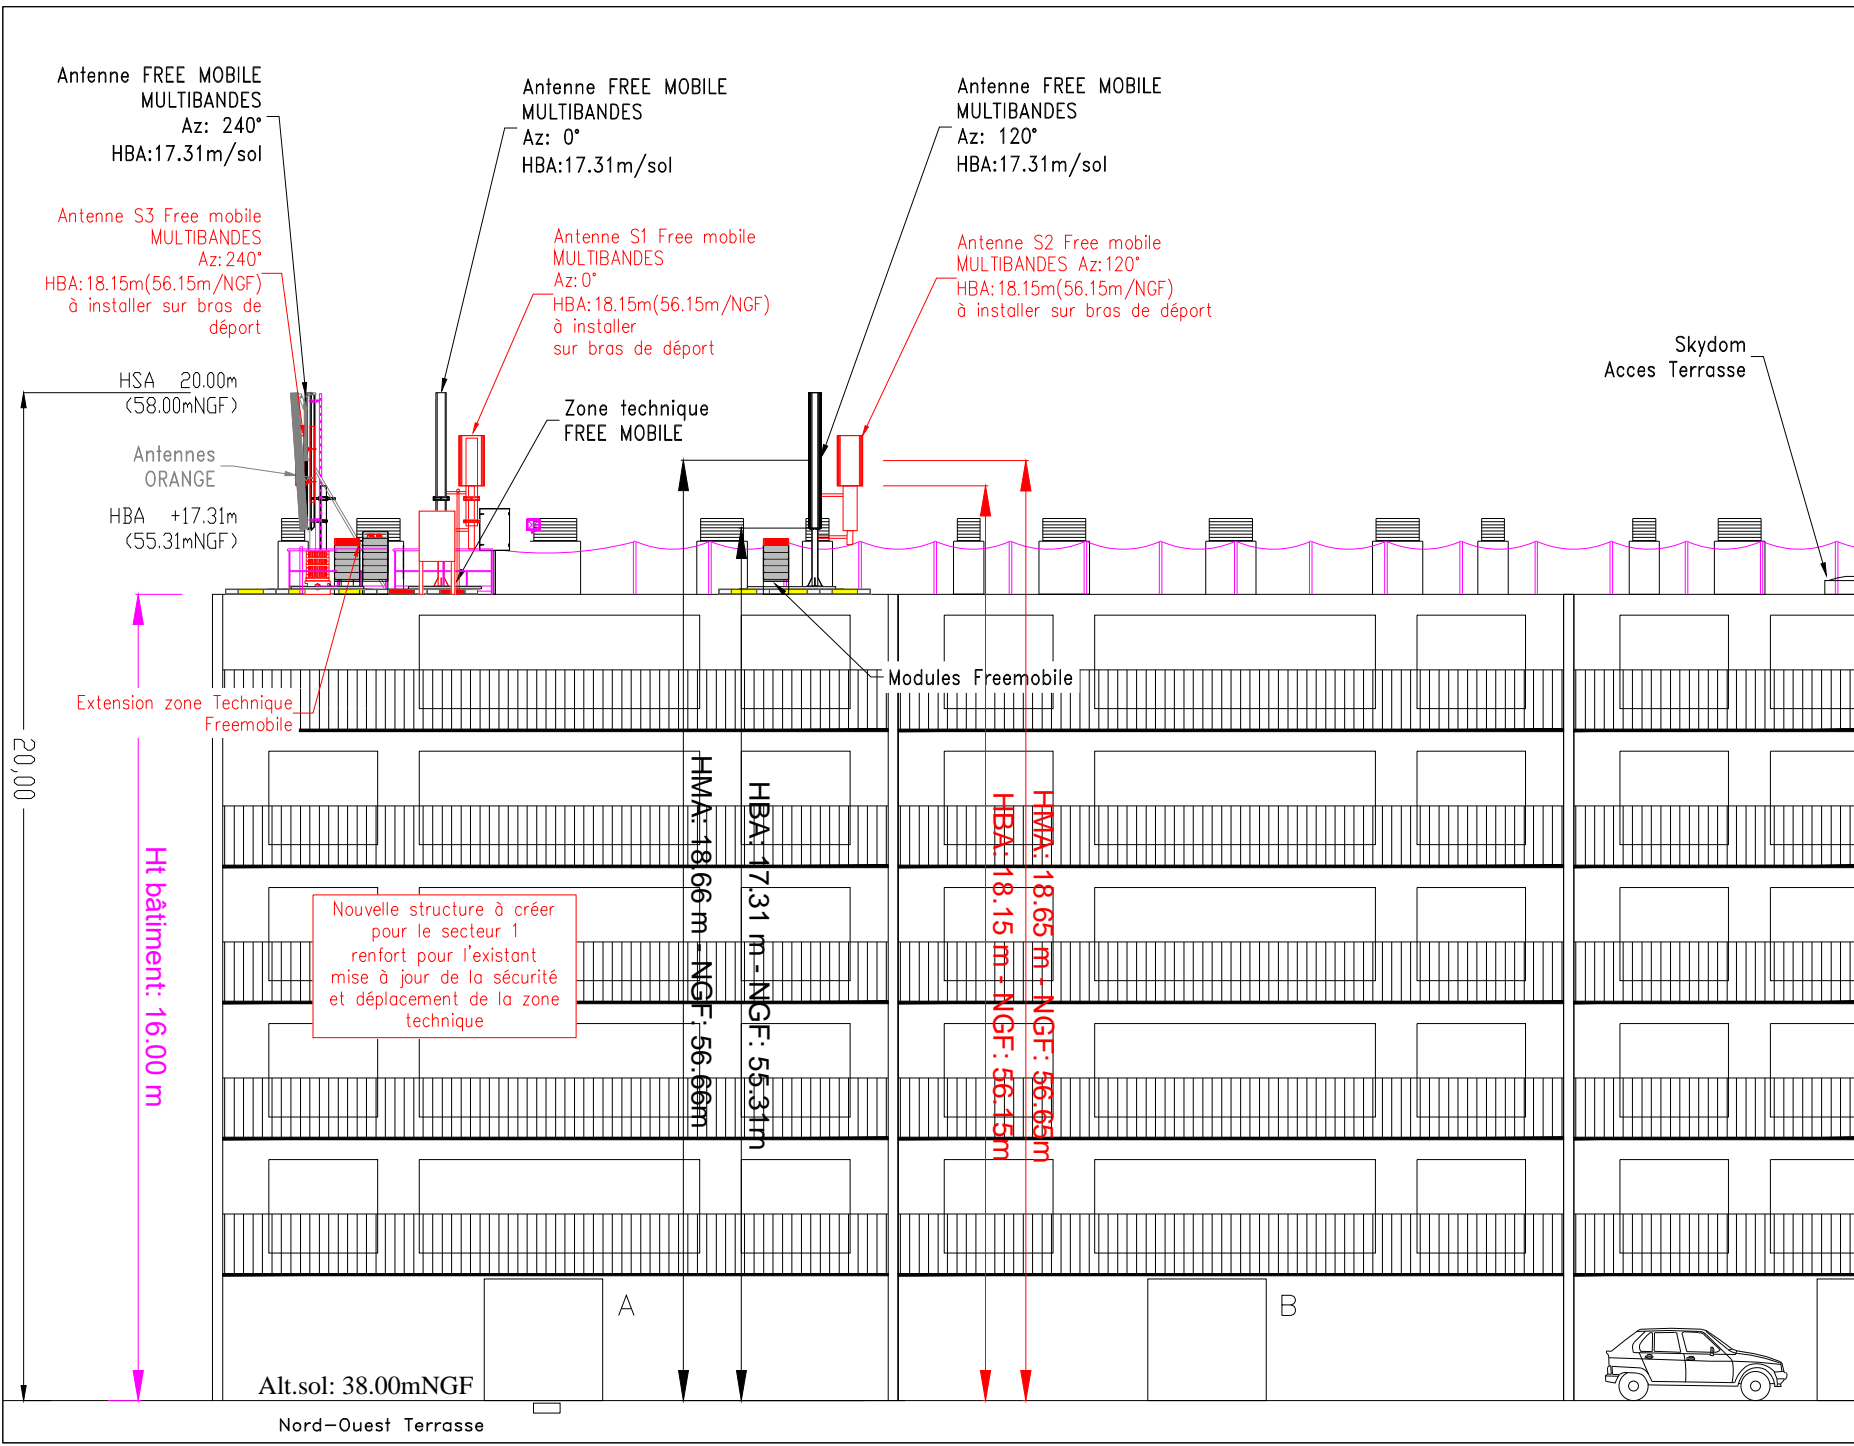 Antenne FREE MOBILE
MULTIBANDES
Az: 240°
HBA:17.31m/sol
Antenne FREE MOBILE
MULTIBANDES
Az: 0°
HBA:17.31m/sol
Antenne FREE MOBILE
MULTIBANDES
Az: 120°
HBA:17.31m/sol
Antenne S3 Free mobile
MULTIBANDES
Az:240°
HBA:18.15m(56.15m/NGF)
à installer sur bras de
déport
Antenne S1 Free mobile
MULTIBANDES
Az:0°
HBA:18.15m(56.15m/NGF)
à installer
sur bras de déport
Antenne S2 Free mobile
MULTIBANDES Az:120°
HBA:18.15m(56.15m/NGF)
à installer sur bras de déport
Skydom
Acces Terrasse
HSA 20.00m
(58.00mNGF)
Antennes
ORANGE
HBA +17.31m
(55.31mNGF)
Zone technique
FREE MOBILE
Modules Freemobile
Extension zone Technique
Freemobile
20,00
Ht bâtiment: 16.00 m
HMA: 18.66 m - NGF: 56.66m
HBA: 17.31 m - NGF: 55.31m
HBA: 18.15 m - NGF: 56.15m
HMA: 18.65 m - NGF: 56.65m
Nouvelle structure à créer
pour le secteur 1
renfort pour l'existant
mise à jour de la sécurité
et déplacement de la zone
technique
A
B
Alt.sol: 38.00mNGF
Nord-Ouest Terrasse